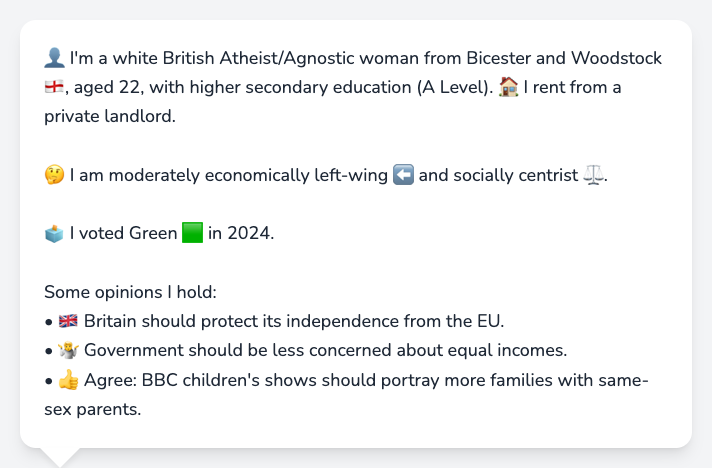 👤 I'm a white British Atheist/Agnostic woman from Bicester and Woodstock
🏴󠁧󠁢󠁥󠁮󠁧󠁿, aged 22, with higher secondary education (A Level). 🏠 I rent from a
private landlord.
🤔 I am moderately economically left-wing ⬅️ and socially centrist ⚖️.
🗳️ I voted Green 🟩 in 2024.
Some opinions I hold:
• 🇬🇧 Britain should protect its independence from the EU.
• 🤷 Government should be less concerned about equal incomes.
• 👍 Agree: BBC children's shows should portray more families with same-
sex parents.